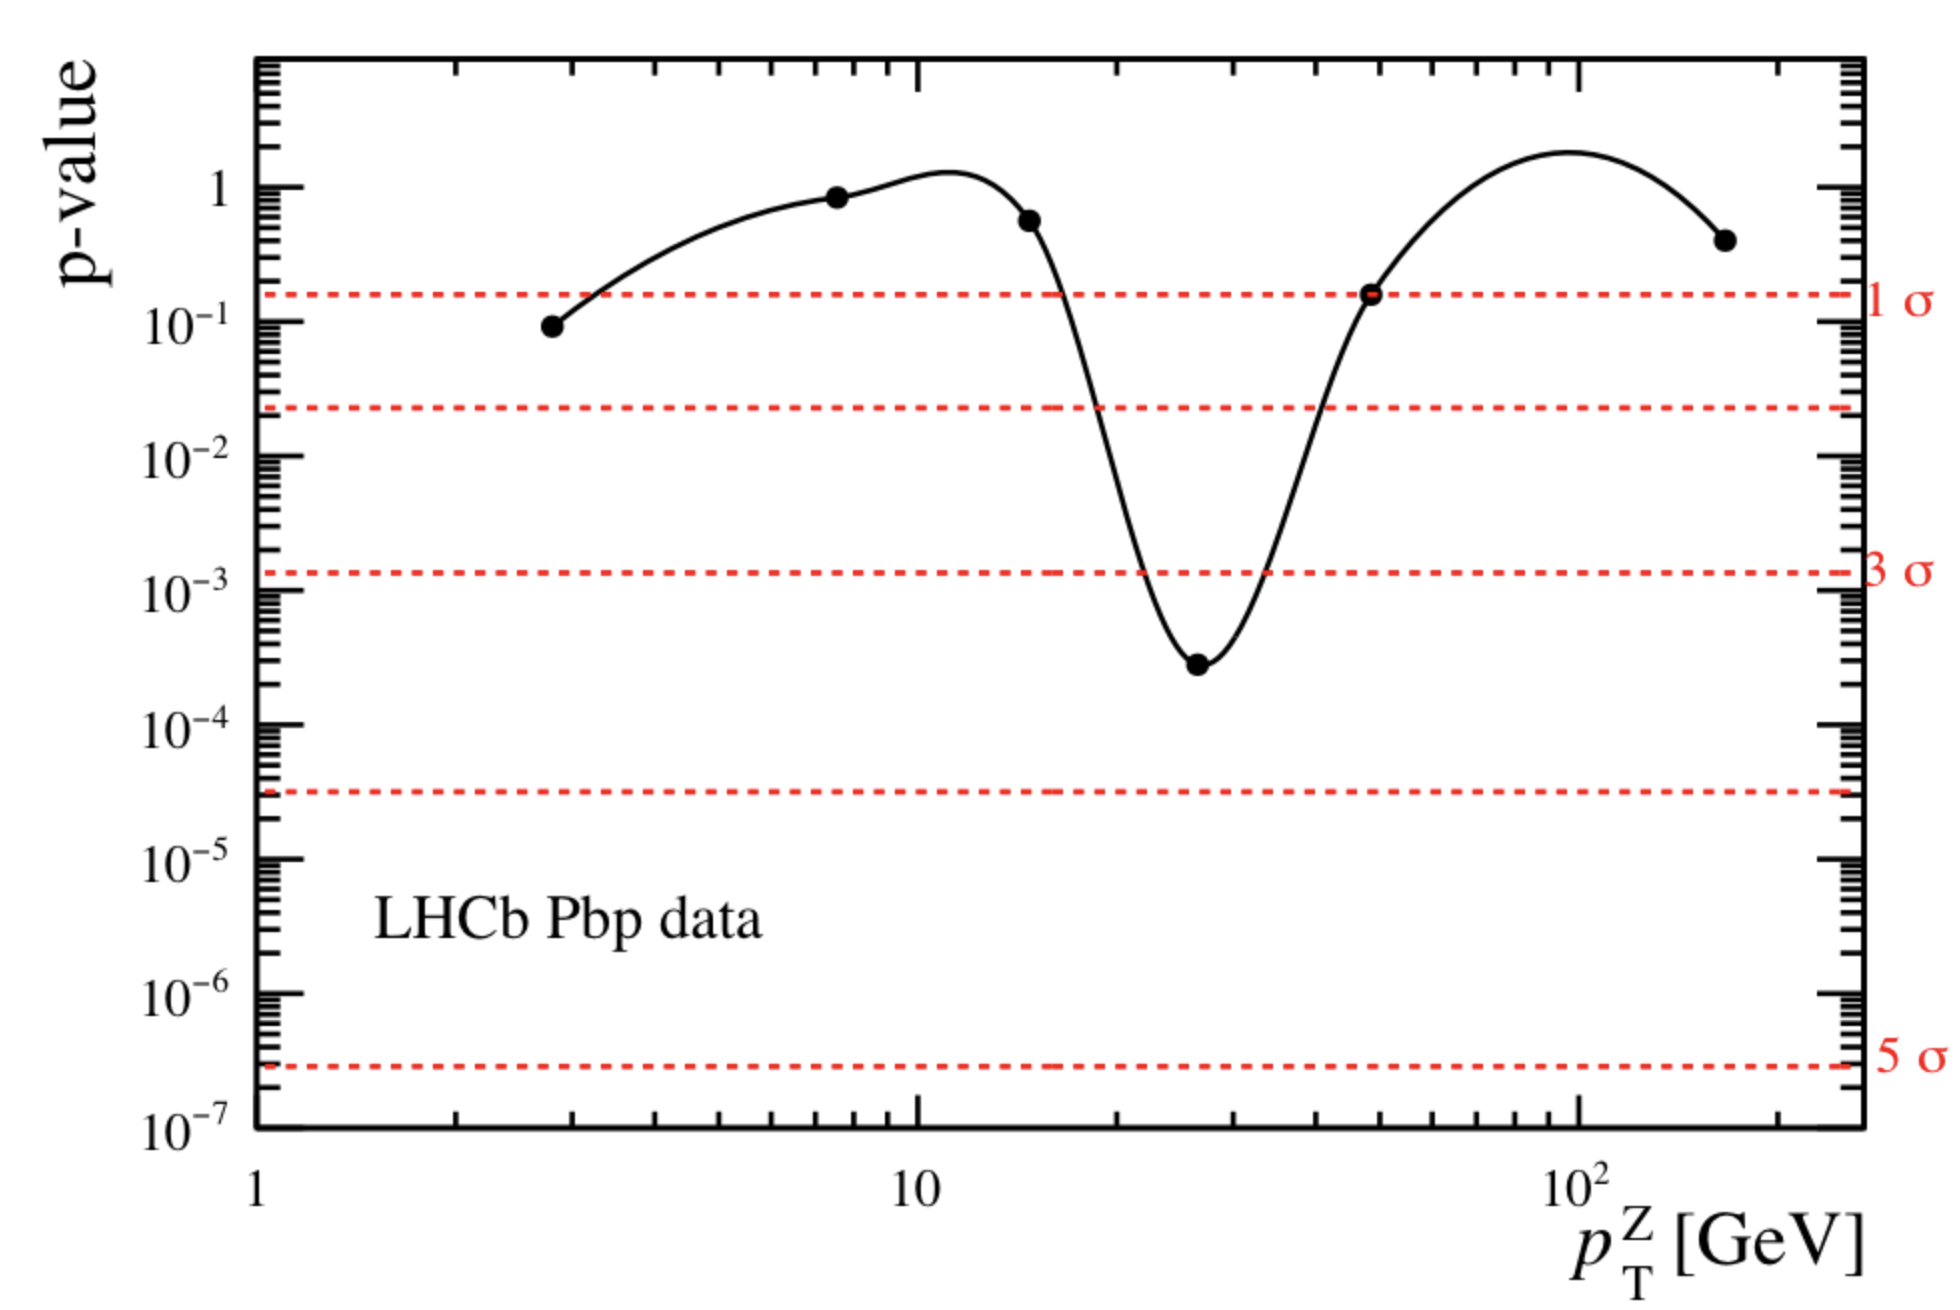 p-value
1
1 σ
10⁻¹
10⁻²
3 σ
10⁻³
10⁻⁴
10⁻⁵
LHCb Pbp data
10⁻⁶
5 σ
10⁻⁷
1 10 10²
p_T^Z [GeV]